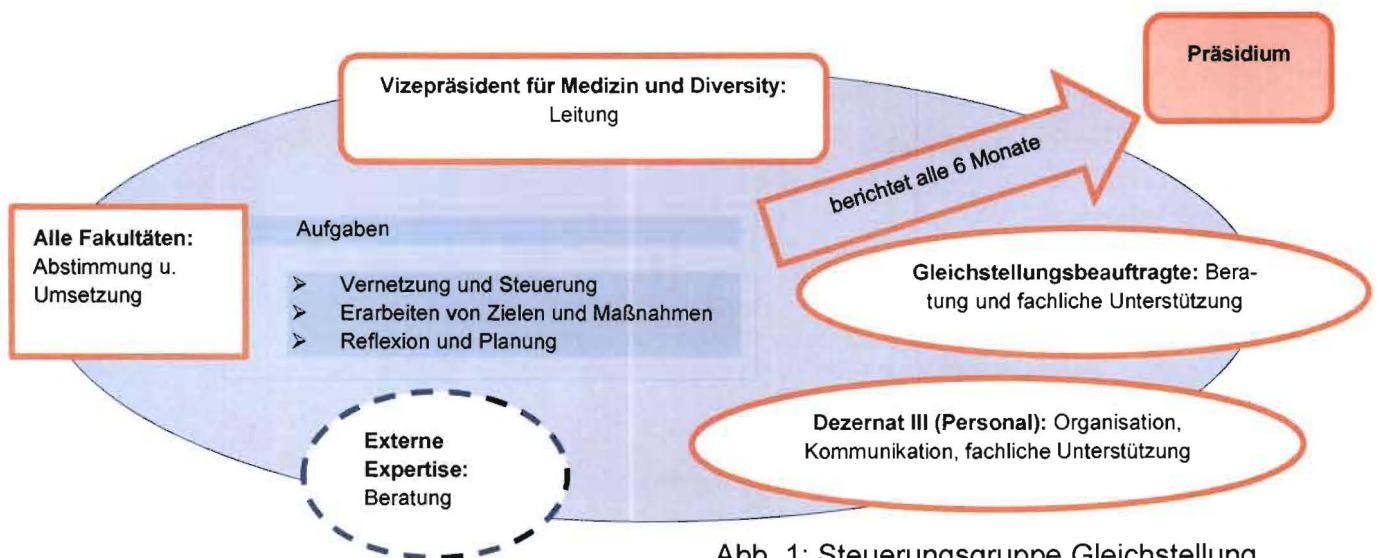 Präsidium
Vizepräsident für Medizin und Diversity:
Leitung
berichtet alle 6 Monate
Alle Fakultäten:
Abstimmung u.
Umsetzung
Aufgaben
➤ Vernetzung und Steuerung
➤ Erarbeiten von Zielen und Maßnahmen
➤ Reflexion und Planung
Gleichstellungsbeauftragte: Bera-
tung und fachliche Unterstützung
Externe
Expertise:
Beratung
Dezernat III (Personal): Organisation,
Kommunikation, fachliche Unterstützung
Abb. 1: Steuerungsgruppe Gleichstellung